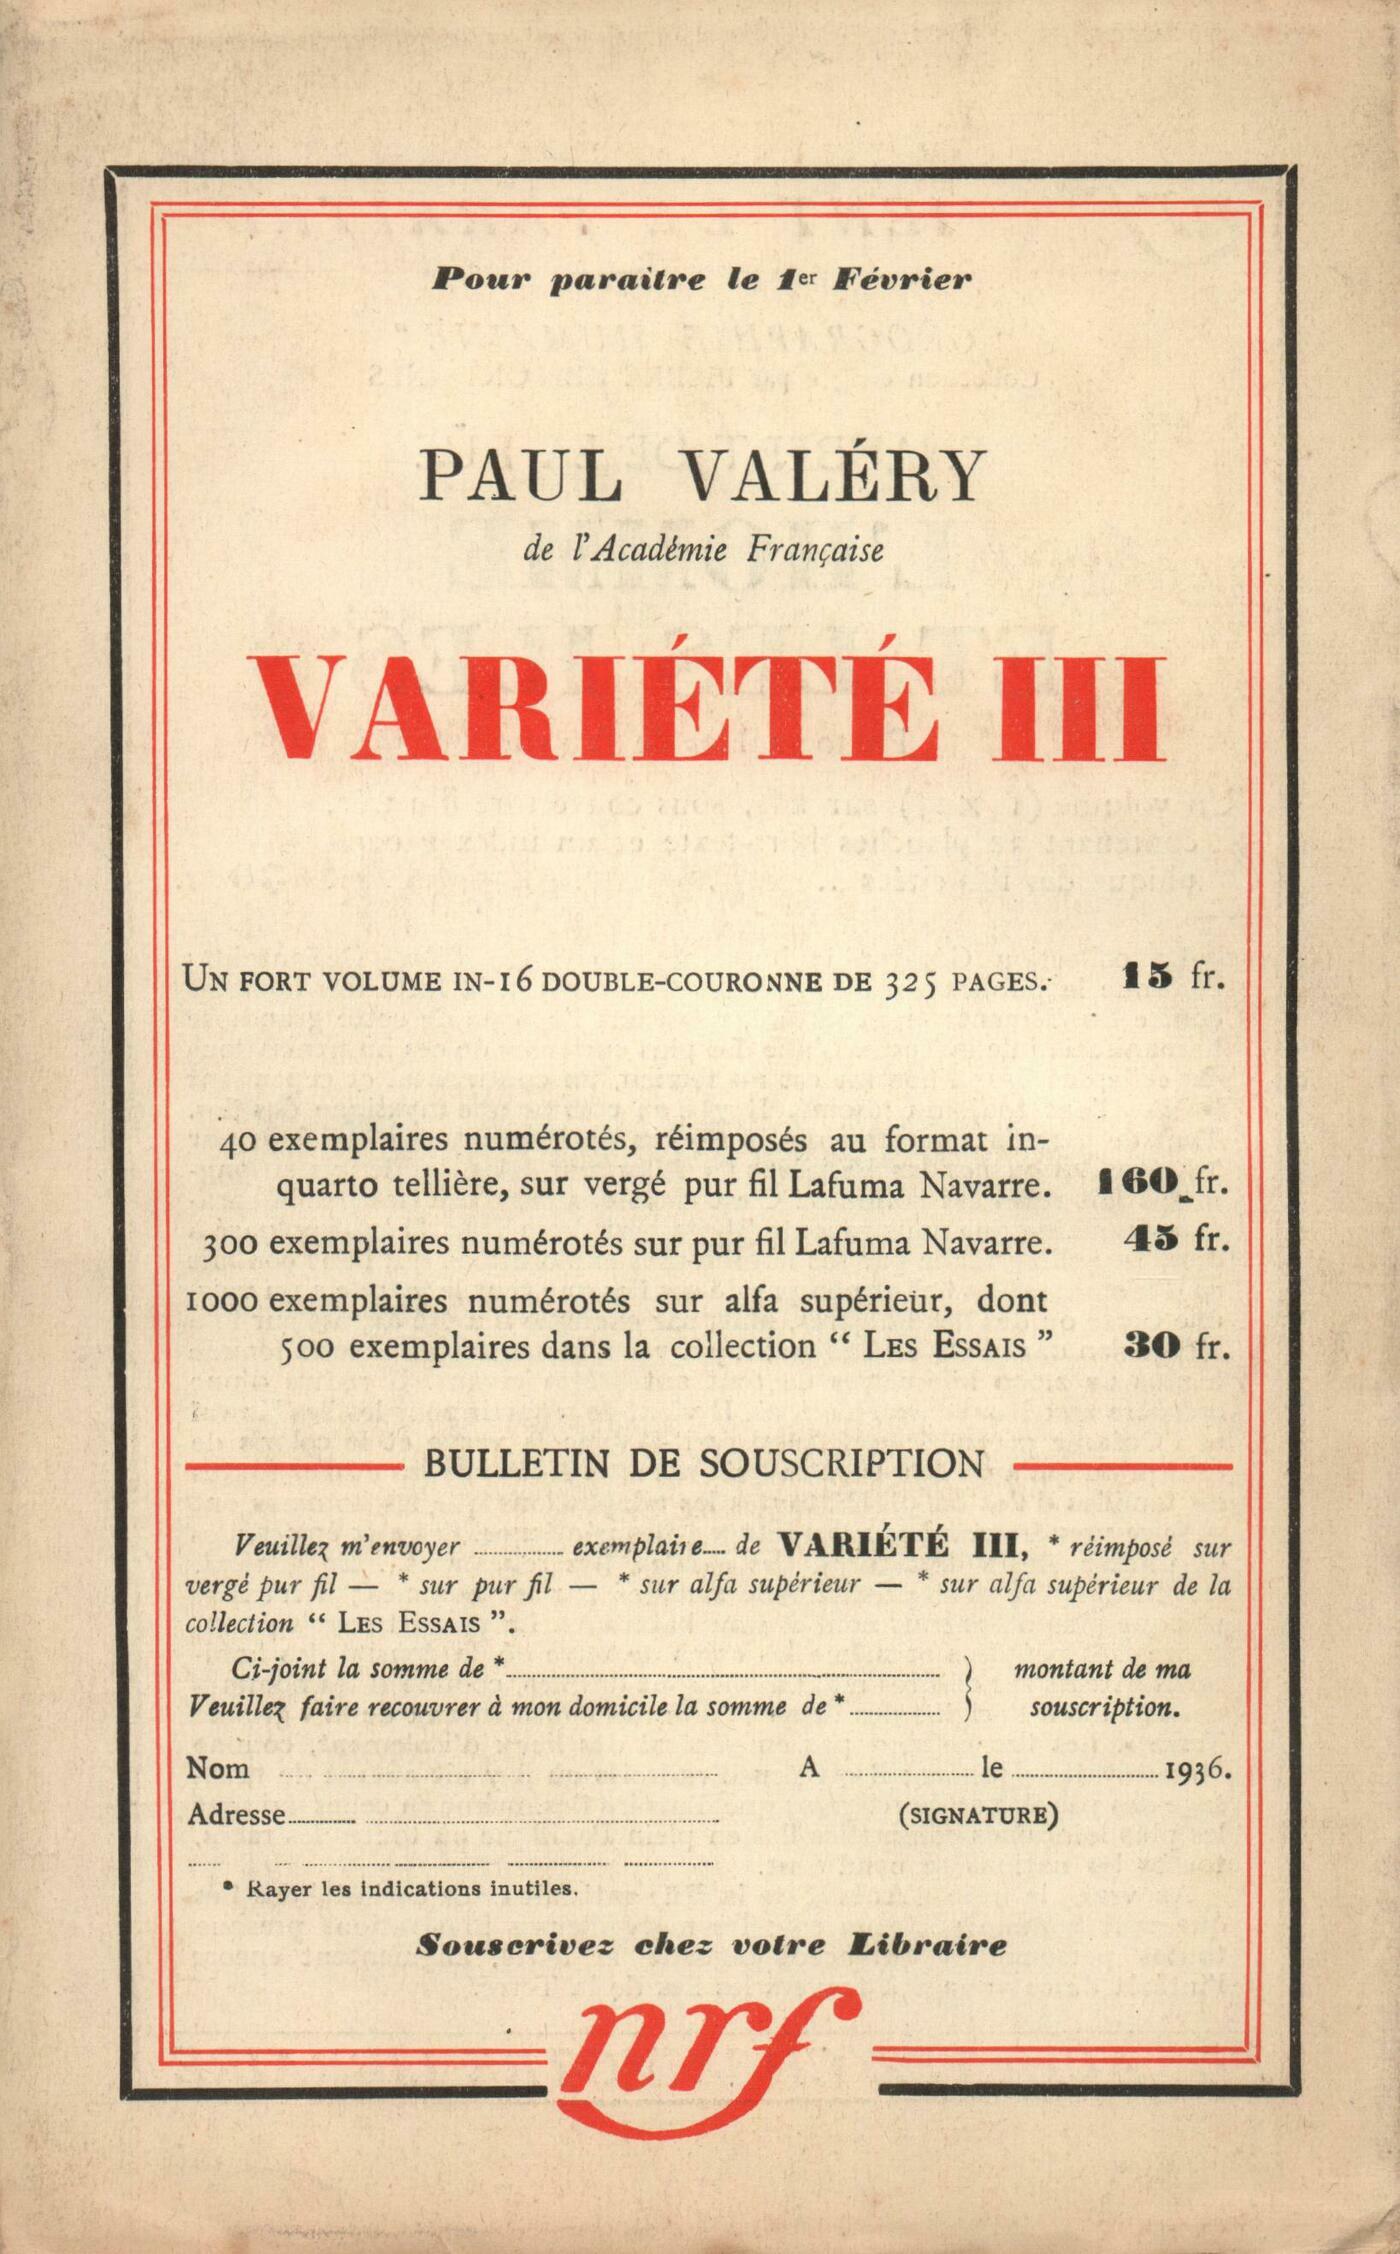 Pour paraitre le 1er Février
PAUL VALÉRY
de l'Académie Française
VARIÉTÉ III
UN FORT VOLUME IN-16 DOUBLE-COURONNE DE 325 PAGES. 15 fr.
40 exemplaires numérotés, réimposés au format in-
quarto tellière, sur vergé pur fil Lafuma Navarre. 160 fr.
300 exemplaires numérotés sur pur fil Lafuma Navarre. 45 fr.
1000 exemplaires numérotés sur alfa supérieur, dont
500 exemplaires dans la collection “ LES ESSAIS ” 30 fr.
BULLETIN DE SOUSCRIPTION
Veuillez m'envoyer ........ exemplaire.... de VARIÉTÉ III, * réimposé sur
vergé pur fil — * sur pur fil — * sur alfa supérieur — * sur alfa supérieur de la
collection “ LES ESSAIS ”.
Ci-joint la somme de *........ } montant de ma
Veuillez faire recouvrer à mon domicile la somme de *........ } souscription.
Nom ........ A ........ le ........ 1936.
Adresse ........ (SIGNATURE)
* Rayer les indications inutiles.
Souscrivez chez votre Libraire
nrf